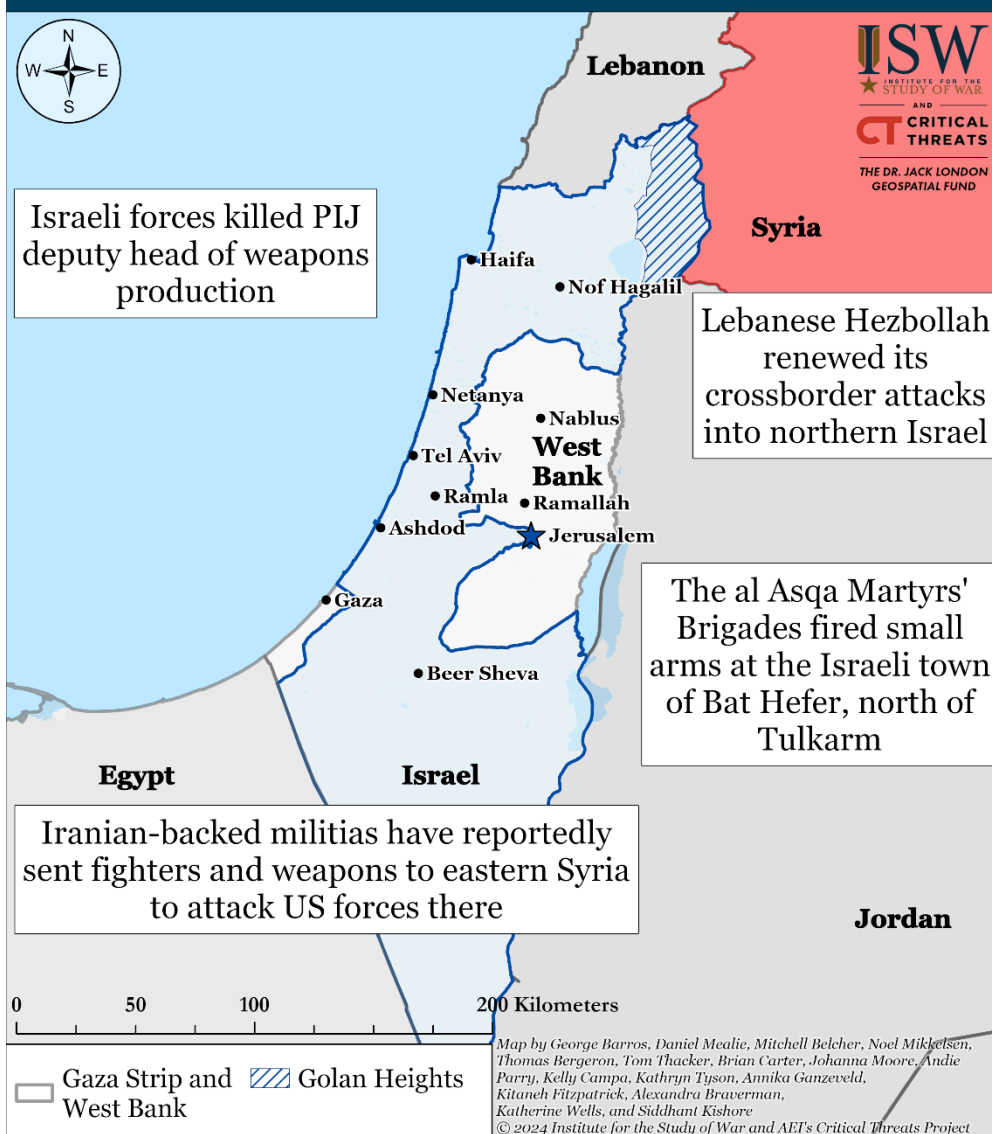 N
W
E
S
Lebanon
ISW
INSTITUTE FOR THE
STUDY OF WAR
AND
CT CRITICAL
THREATS
THE DR. JACK LONDON
GEOSPATIAL FUND
Israeli forces killed PIJ
deputy head of weapons
production
Syria
Haifa
Nof Hagalil
Lebanese Hezbollah
renewed its
crossborder attacks
into northern Israel
Netanya
Nablus
West
Bank
Tel Aviv
Ramla
Ramallah
Ashdod
Jerusalem
Gaza
The al Asqa Martyrs'
Brigades fired small
arms at the Israeli town
of Bat Hefer, north of
Tulkarm
Beer Sheva
Egypt
Israel
Iranian-backed militias have reportedly
sent fighters and weapons to eastern Syria
to attack US forces there
Jordan
0 50 100 200 Kilometers
Gaza Strip and
West Bank
Golan Heights
Map by George Barros, Daniel Mealie, Mitchell Belcher, Noel Mikkelsen,
Thomas Bergeron, Tom Thacker, Brian Carter, Johanna Moore, Andie
Parry, Kelly Campa, Kathryn Tyson, Annika Ganzeveld,
Kitaneh Fitzpatrick, Alexandra Braverman,
Katherine Wells, and Siddhant Kishore
© 2024 Institute for the Study of War and AEI's Critical Threats Project